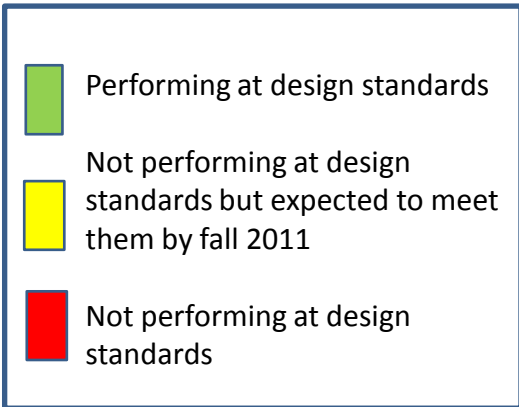 Performing at design standards
Not performing at design
standards but expected to meet
them by fall 2011
Not performing at design
standards